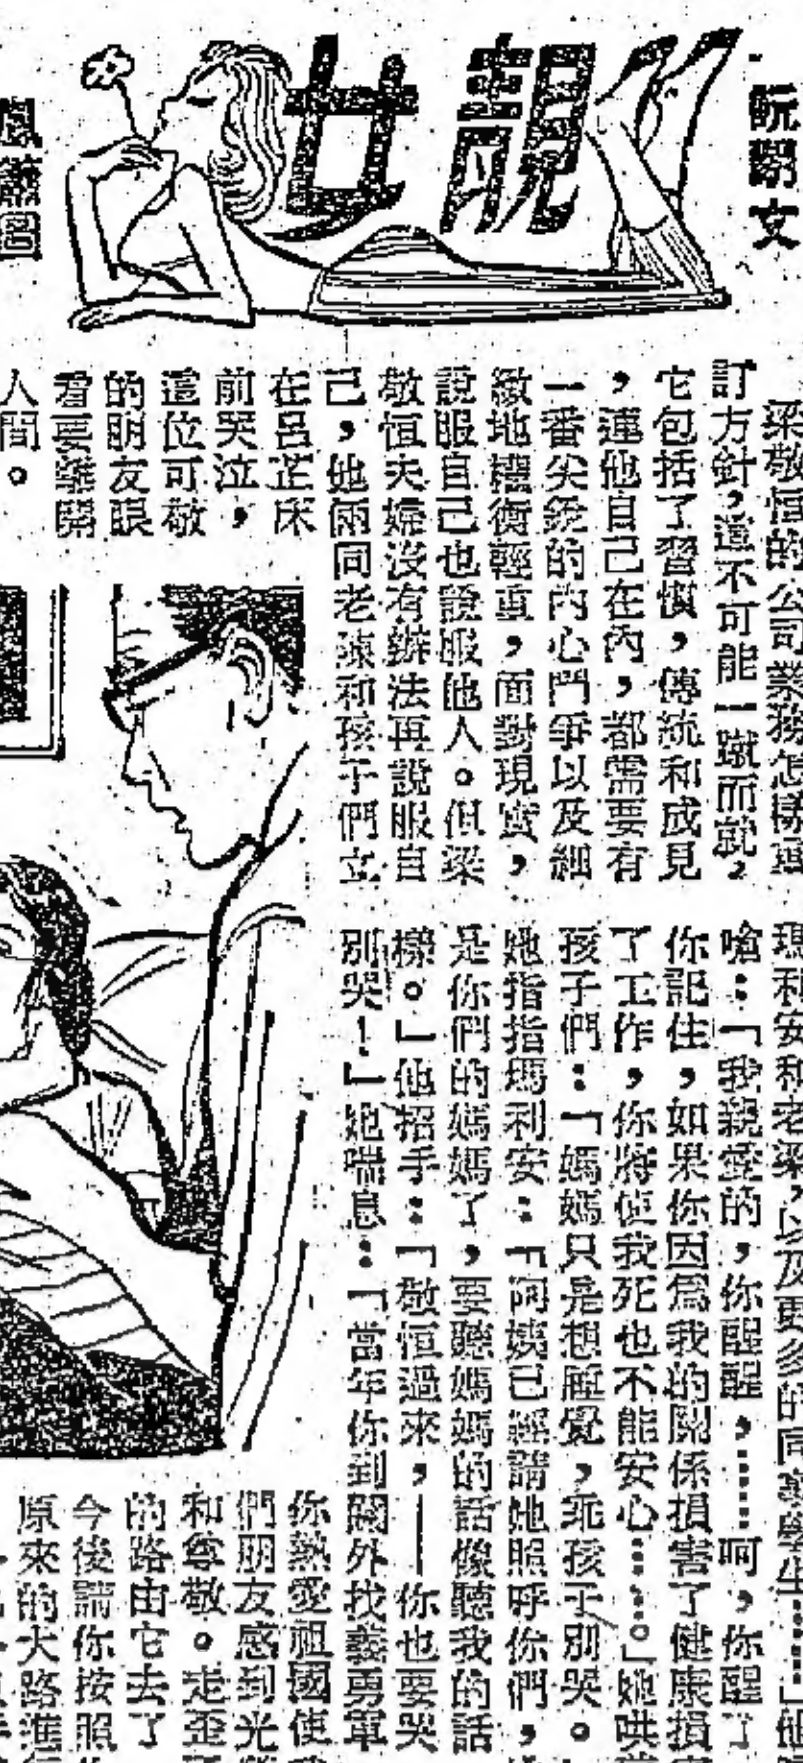 靚女
阮朗文
梁敬恒的公司業務怎樣重
訂方針，這不可能一蹴而就，
它包括了習慣，傳統和成見
，連他自己在內，都需要有
一番尖銳的內心鬥爭以及細
緻地權衡輕重，面對現實，
說服自己也說服他人。但梁
敬恒夫婦沒有辦法再說服自
己，他倆同老陳和孩子們立
在呂芷床
前哭泣，
這位可敬
的朋友眼
看要離開
人間。
瑪利安和老梁，以及更多的同事學生……」他
嗆：「我親愛的，你醒醒，……呵，你醒了
你記住，如果你因為我的關係損害了健康損
了工作，你將使我死也不能安心……。」她哄
孩子們：「媽媽只是想睡覺，乖孩子別哭。
她指指瑪利安：「阿姨已經請她照呼你們，
是你們的媽媽了，要聽媽媽的話像聽我的話
樣。」他招手：「敬恒過來，——你也要哭
別哭！」她喘息：「當年你到關外找義勇軍
你熱愛祖國使
們朋友感到光
和尊敬。走歪
的路由它去了
今後請你按照
原來的大路進